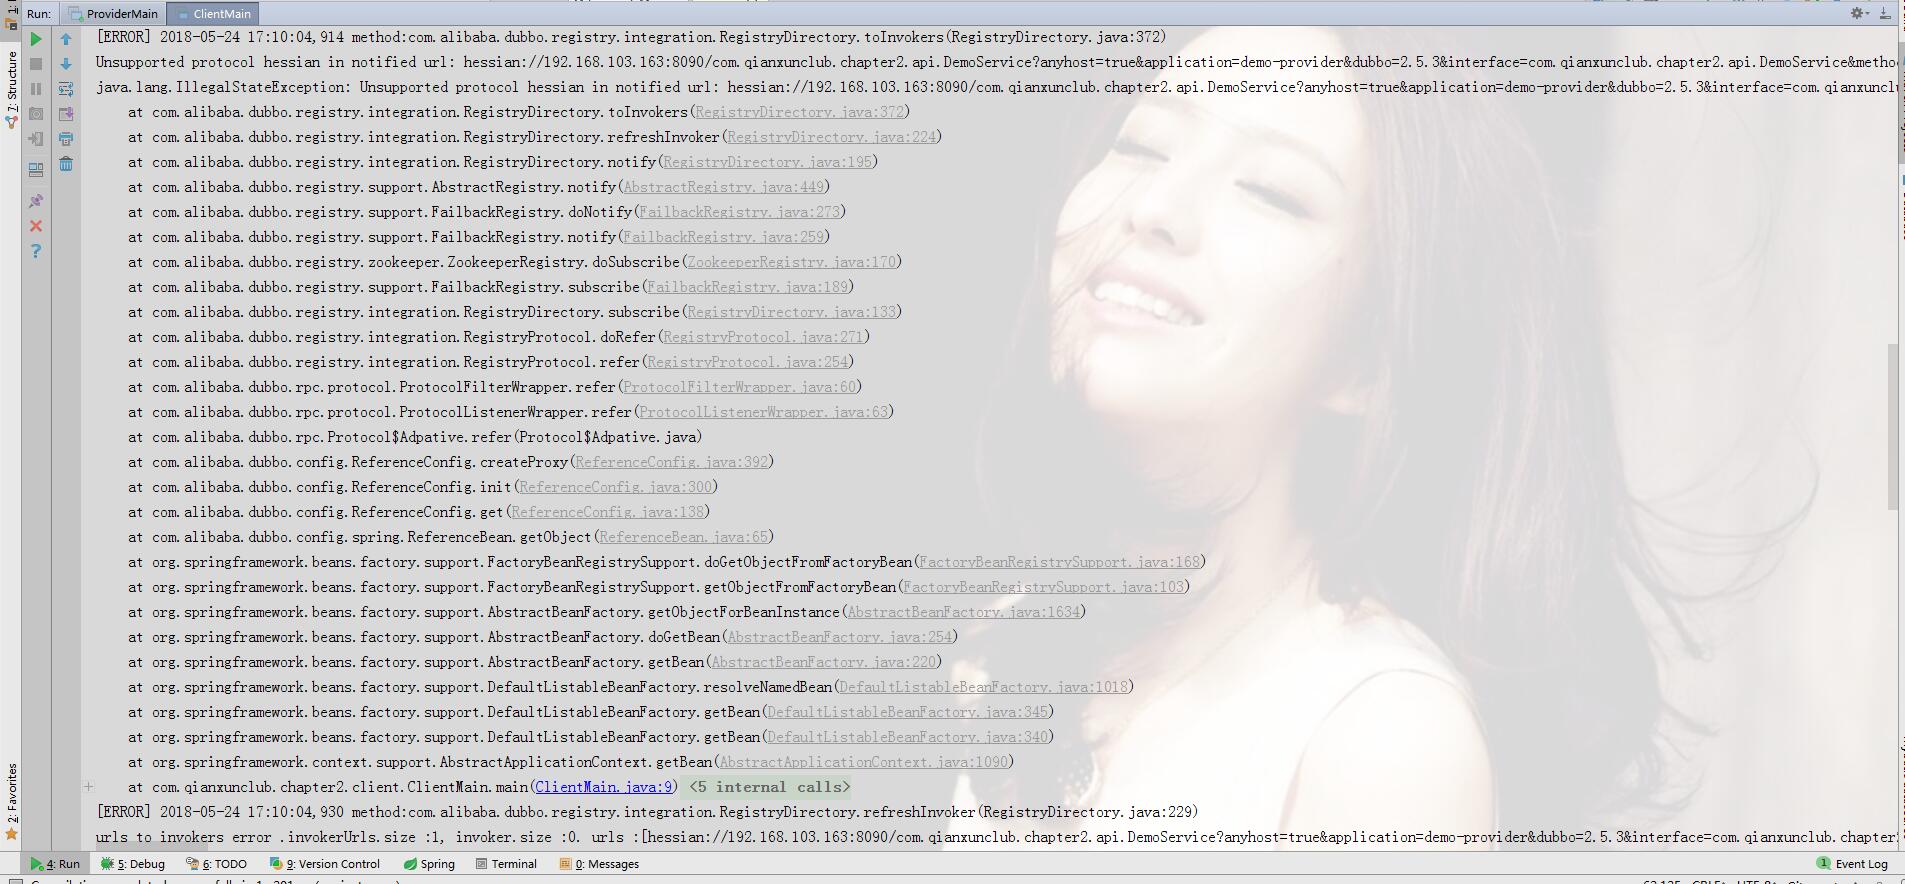 Run: ProviderMain ClientMain
[ERROR] 2018-05-24 17:10:04,914 method:com.alibaba.dubbo.registry.integration.RegistryDirectory.toInvokers(RegistryDirectory.java:372)
Unsupported protocol hessian in notified url: hessian://192.168.103.163:8090/com.qianxunclub.chapter2.api.DemoService?anyhost=true&application=demo-provider&dubbo=2.5.3&interface=com.qianxunclub.chapter2.api.DemoService&metho
java.lang.IllegalStateException: Unsupported protocol hessian in notified url: hessian://192.168.103.163:8090/com.qianxunclub.chapter2.api.DemoService?anyhost=true&application=demo-provider&dubbo=2.5.3&interface=com.qianxuncl
at com.alibaba.dubbo.registry.integration.RegistryDirectory.toInvokers(RegistryDirectory.java:372)
at com.alibaba.dubbo.registry.integration.RegistryDirectory.refreshInvoker(RegistryDirectory.java:224)
at com.alibaba.dubbo.registry.integration.RegistryDirectory.notify(RegistryDirectory.java:195)
at com.alibaba.dubbo.registry.support.AbstractRegistry.notify(AbstractRegistry.java:449)
at com.alibaba.dubbo.registry.support.FailbackRegistry.doNotify(FailbackRegistry.java:273)
at com.alibaba.dubbo.registry.support.FailbackRegistry.notify(FailbackRegistry.java:259)
at com.alibaba.dubbo.registry.zookeeper.ZookeeperRegistry.doSubscribe(ZookeeperRegistry.java:170)
at com.alibaba.dubbo.registry.support.FailbackRegistry.subscribe(FailbackRegistry.java:189)
at com.alibaba.dubbo.registry.integration.RegistryDirectory.subscribe(RegistryDirectory.java:133)
at com.alibaba.dubbo.registry.integration.RegistryProtocol.doRefer(RegistryProtocol.java:271)
at com.alibaba.dubbo.registry.integration.RegistryProtocol.refer(RegistryProtocol.java:254)
at com.alibaba.dubbo.rpc.protocol.ProtocolFilterWrapper.refer(ProtocolFilterWrapper.java:60)
at com.alibaba.dubbo.rpc.protocol.ProtocolListenerWrapper.refer(ProtocolListenerWrapper.java:63)
at com.alibaba.dubbo.rpc.Protocol$Adpative.refer(Protocol$Adpative.java)
at com.alibaba.dubbo.config.ReferenceConfig.createProxy(ReferenceConfig.java:392)
at com.alibaba.dubbo.config.ReferenceConfig.init(ReferenceConfig.java:300)
at com.alibaba.dubbo.config.ReferenceConfig.get(ReferenceConfig.java:138)
at com.alibaba.dubbo.config.spring.ReferenceBean.getObject(ReferenceBean.java:65)
at org.springframework.beans.factory.support.FactoryBeanRegistrySupport.doGetObjectFromFactoryBean(FactoryBeanRegistrySupport.java:168)
at org.springframework.beans.factory.support.FactoryBeanRegistrySupport.getObjectFromFactoryBean(FactoryBeanRegistrySupport.java:103)
at org.springframework.beans.factory.support.AbstractBeanFactory.getObjectForBeanInstance(AbstractBeanFactory.java:1634)
at org.springframework.beans.factory.support.AbstractBeanFactory.doGetBean(AbstractBeanFactory.java:254)
at org.springframework.beans.factory.support.AbstractBeanFactory.getBean(AbstractBeanFactory.java:220)
at org.springframework.beans.factory.support.DefaultListableBeanFactory.resolveNamedBean(DefaultListableBeanFactory.java:1018)
at org.springframework.beans.factory.support.DefaultListableBeanFactory.getBean(DefaultListableBeanFactory.java:345)
at org.springframework.beans.factory.support.DefaultListableBeanFactory.getBean(DefaultListableBeanFactory.java:340)
at org.springframework.context.support.AbstractApplicationContext.getBean(AbstractApplicationContext.java:1090)
at com.qianxunclub.chapter2.client.ClientMain.main(ClientMain.java:9) <5 internal calls>
[ERROR] 2018-05-24 17:10:04,930 method:com.alibaba.dubbo.registry.integration.RegistryDirectory.refreshInvoker(RegistryDirectory.java:229)
urls to invokers error .invokerUrls.size :1, invoker.size :0. urls :[hessian://192.168.103.163:8090/com.qianxunclub.chapter2.api.DemoService?anyhost=true&application=demo-provider&dubbo=2.5.3&interface=com.qianxunclub.chapter
7: Structure
2: Favorites
4: Run 5: Debug 6: TODO 9: Version Control Spring Terminal 0: Messages 1 Event Log